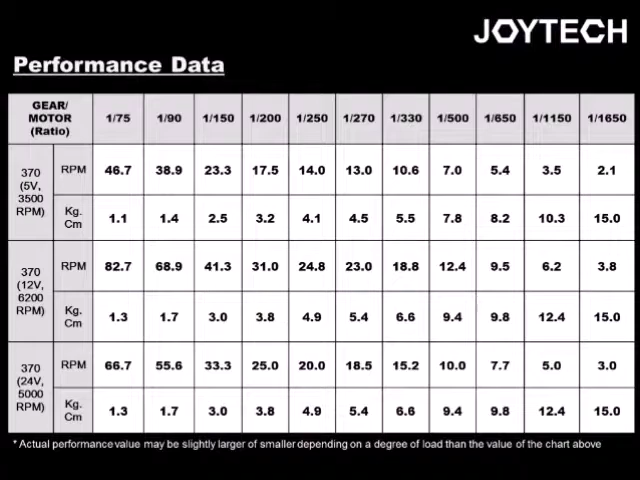 JOYTECH
Performance Data
GEAR/ MOTOR (Ratio) 1/75 1/90 1/150 1/200 1/250 1/270 1/330 1/500 1/650 1/1150 1/1650
370 (5V, 3500 RPM) RPM 46.7 38.9 23.3 17.5 14.0 13.0 10.6 7.0 5.4 3.5 2.1
Kg. Cm 1.1 1.4 2.5 3.2 4.1 4.5 5.5 7.8 8.2 10.3 15.0
370 (12V, 6200 RPM) RPM 82.7 68.9 41.3 31.0 24.8 23.0 18.8 12.4 9.5 6.2 3.8
Kg. Cm 1.3 1.7 3.0 3.8 4.9 5.4 6.6 9.4 9.8 12.4 15.0
370 (24V, 5000 RPM) RPM 66.7 55.6 33.3 25.0 20.0 18.5 15.2 10.0 7.7 5.0 3.0
Kg. Cm 1.3 1.7 3.0 3.8 4.9 5.4 6.6 9.4 9.8 12.4 15.0
* Actual performance value may be slightly larger of smaller depending on a degree of load than the value of the chart above